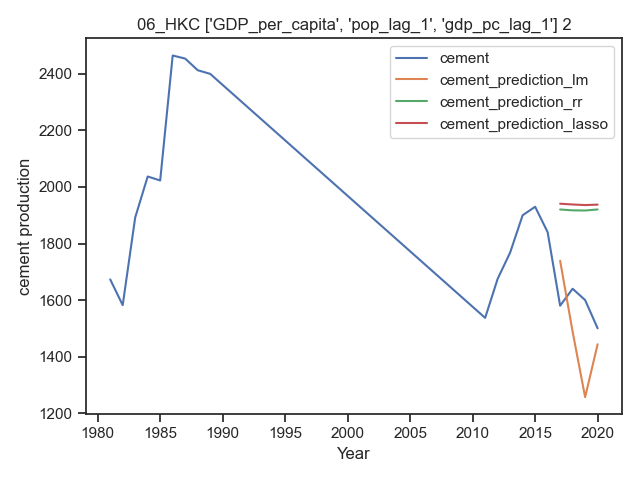 06_HKC ['GDP_per_capita', 'pop_lag_1', 'gdp_pc_lag_1'] 2
cement
cement_prediction_lm
cement_prediction_rr
cement_prediction_lasso
cement production
2400
2200
2000
1800
1600
1400
1200
1980 1985 1990 1995 2000 2005 2010 2015 2020
Year